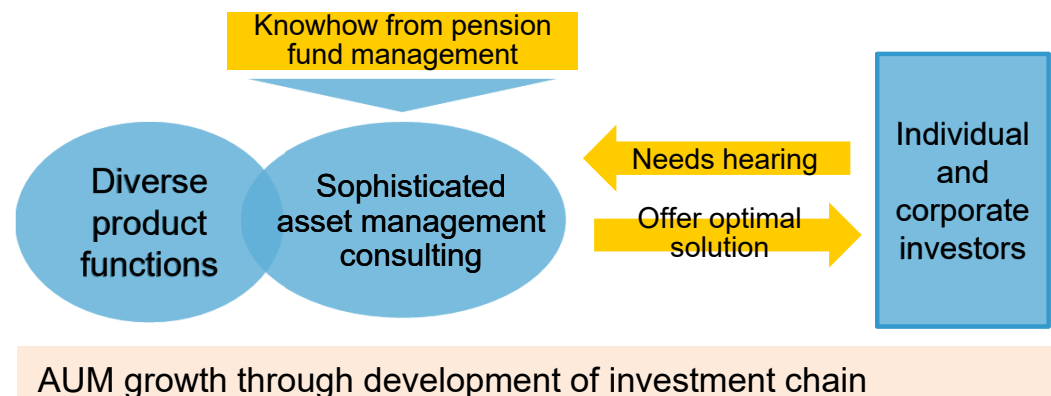 Knowhow from pension
fund management
Diverse
product
functions
Sophisticated
asset management
consulting
Needs hearing
Offer optimal
solution
Individual
and
corporate
investors
AUM growth through development of investment chain